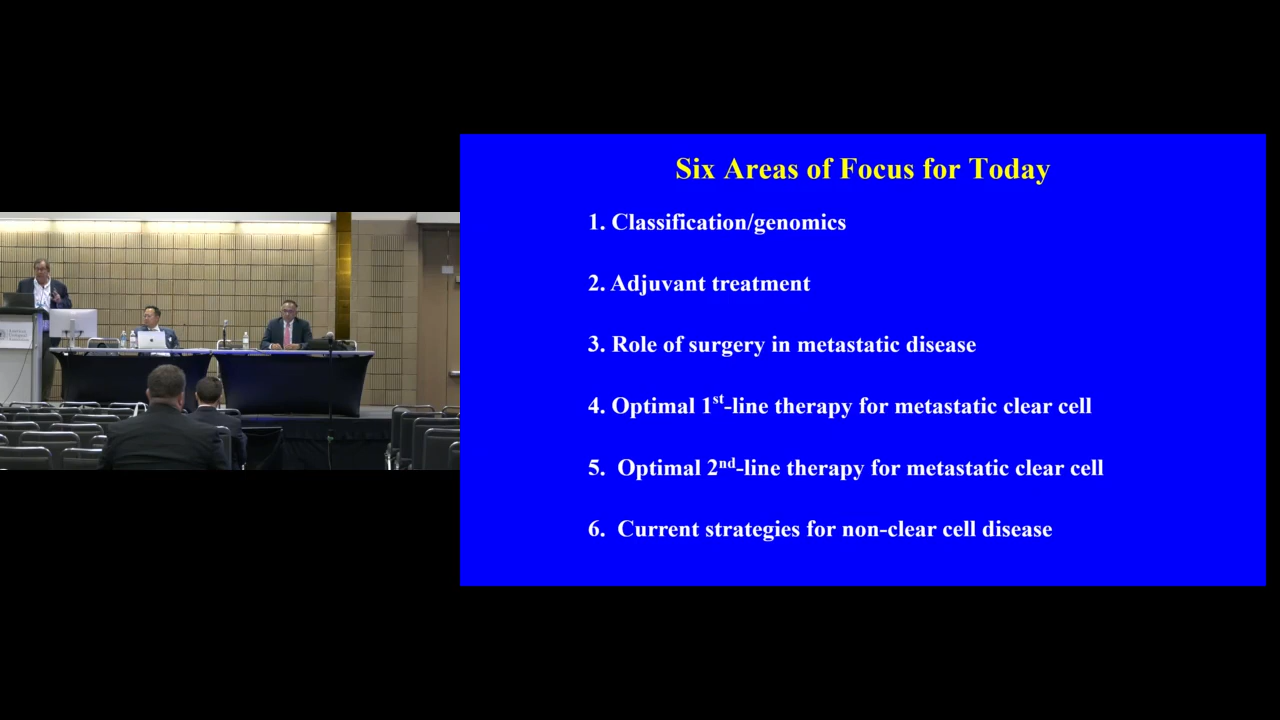 Six Areas of Focus for Today
1. Classification/genomics
2. Adjuvant treatment
3. Role of surgery in metastatic disease
4. Optimal 1st-line therapy for metastatic clear cell
5. Optimal 2nd-line therapy for metastatic clear cell
6. Current strategies for non-clear cell disease